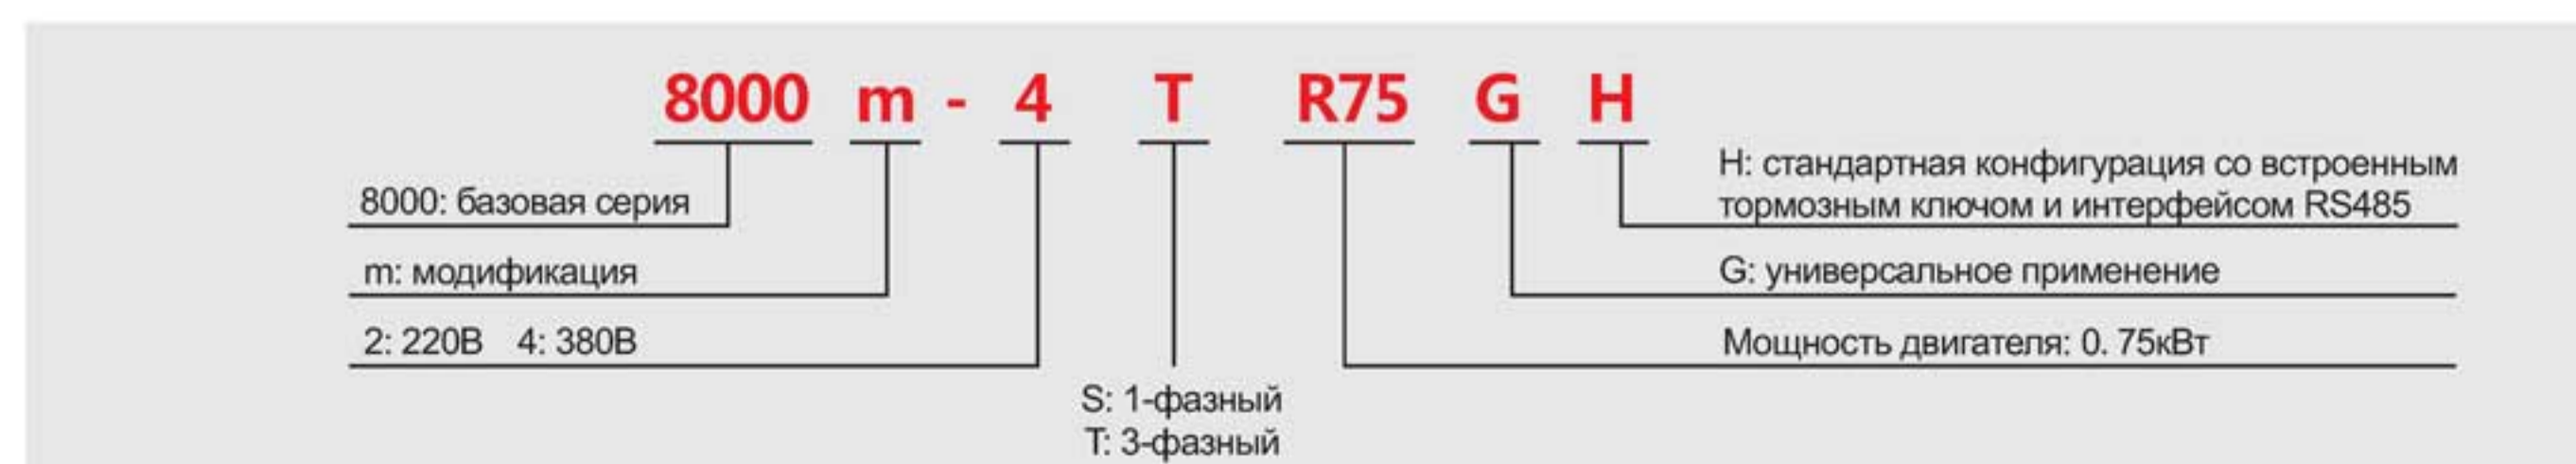 8000 m - 4 T R75 G H
H: стандартная конфигурация со встроенным
тормозным ключом и интерфейсом RS485
8000: базовая серия
G: универсальное применение
m: модификация
Мощность двигателя: 0. 75кВт
2: 220В 4: 380В
S: 1-фазный
T: 3-фазный